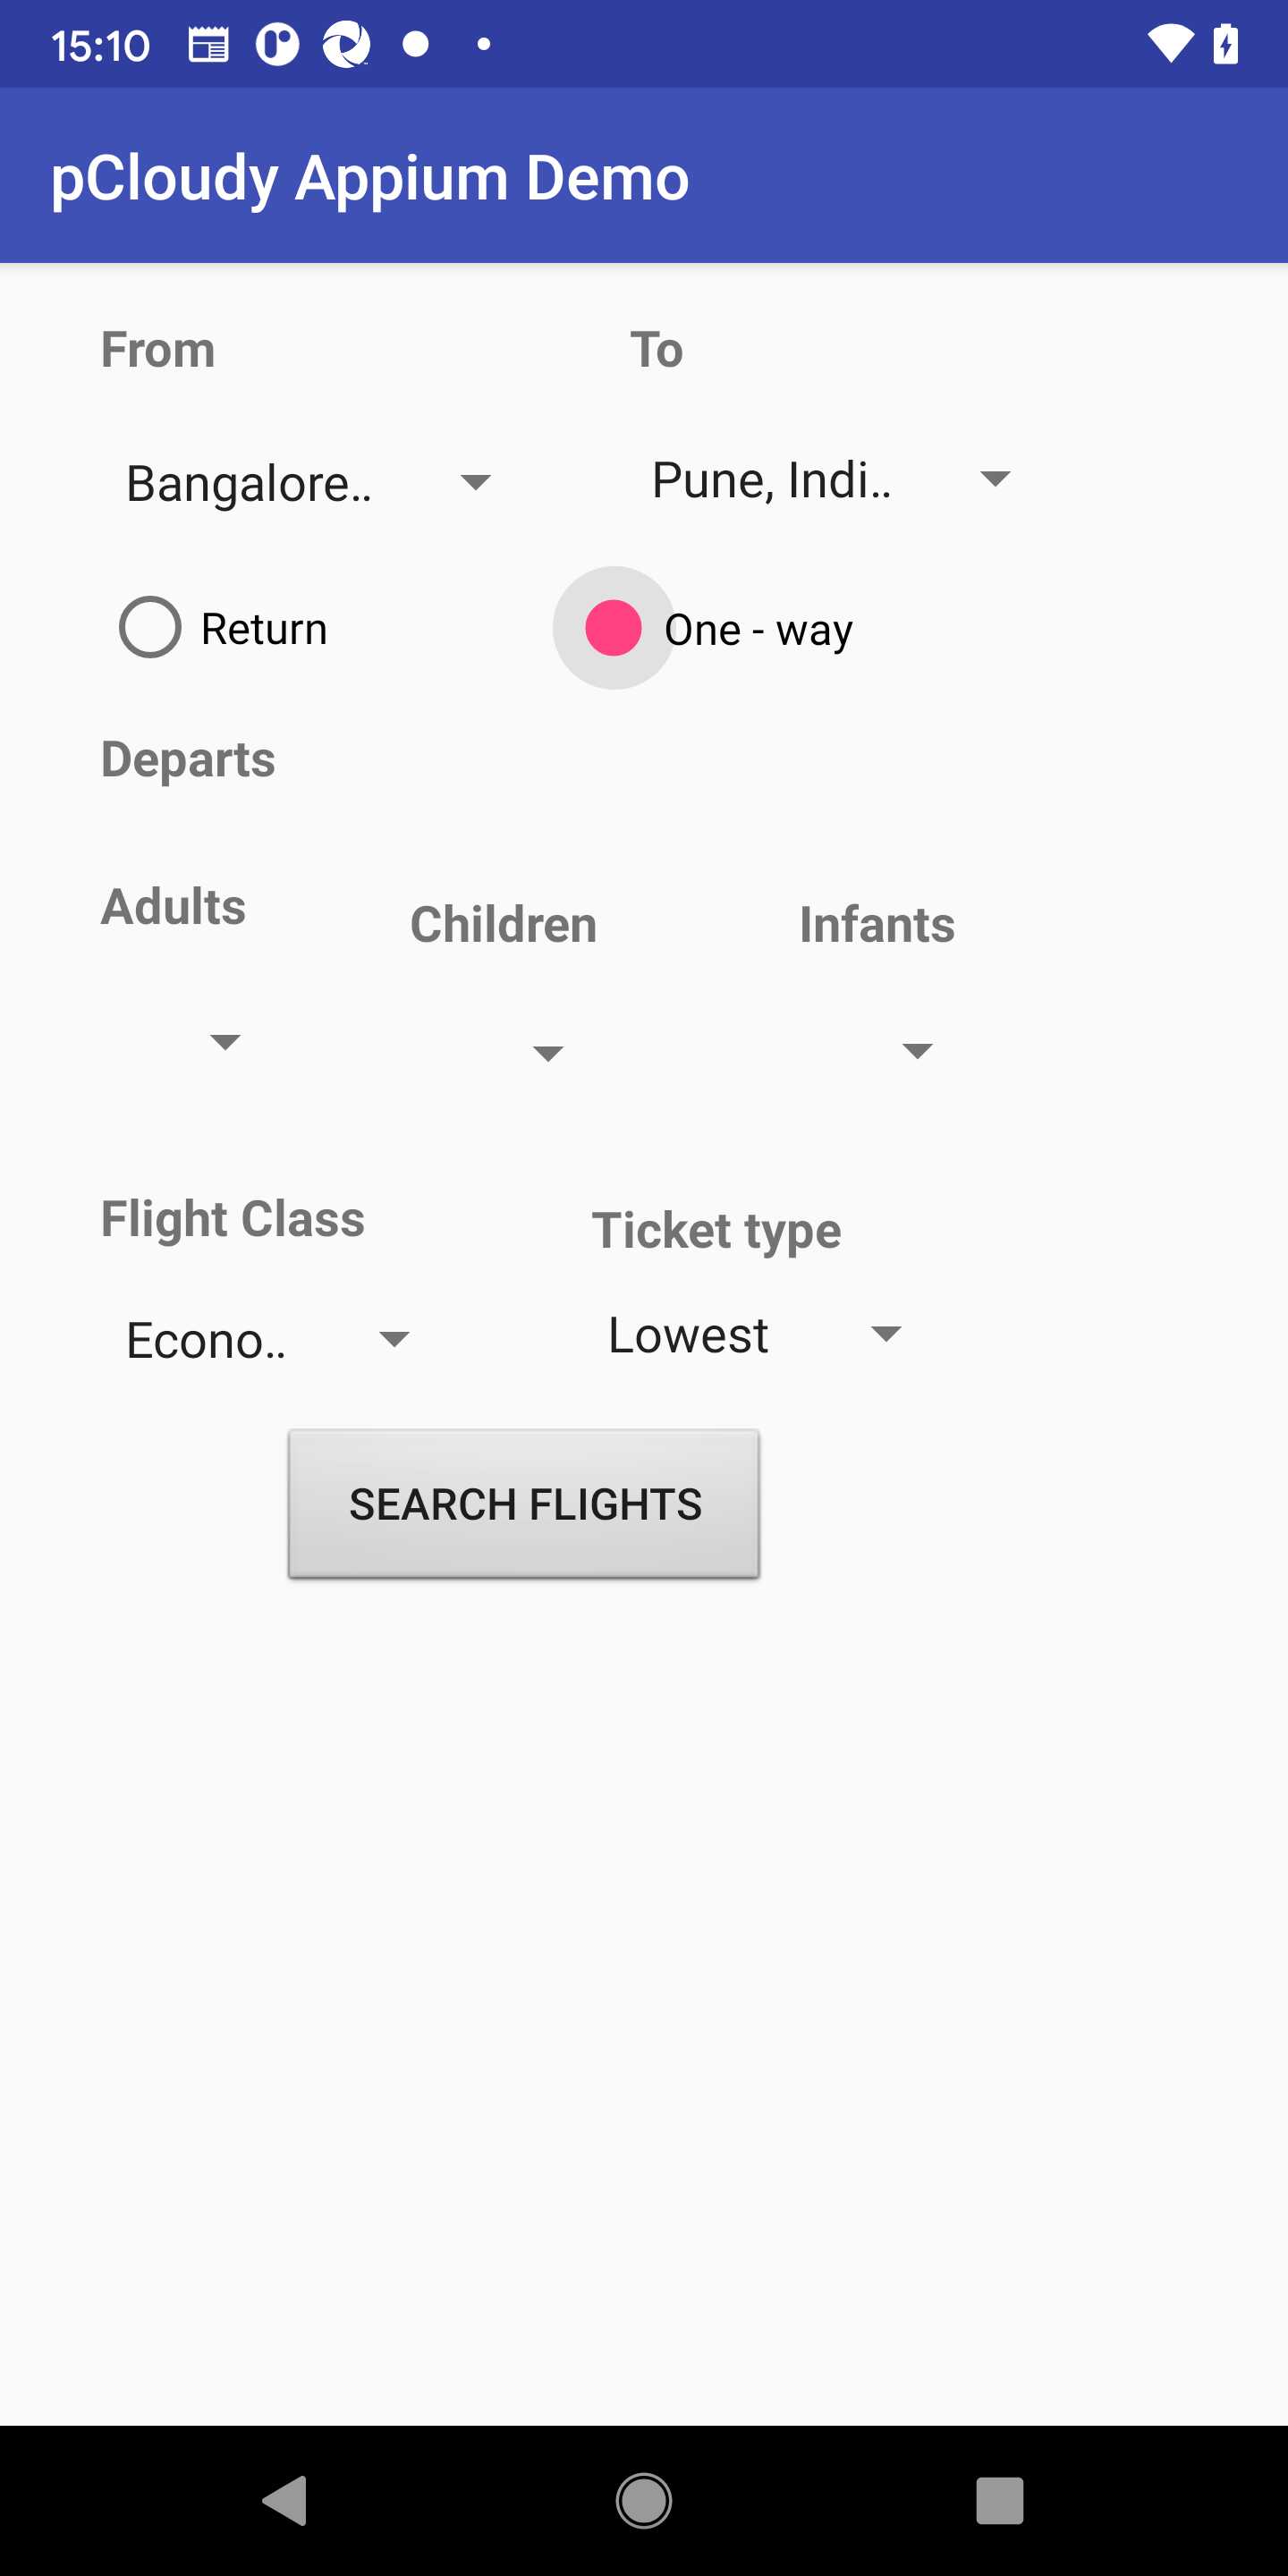 15:10
pCloudy Appium Demo
From To
Bangalore.. Pune, Indi..
Return One - way
Departs
Adults Children Infants
Flight Class Ticket type
Econo.. Lowest
SEARCH FLIGHTS